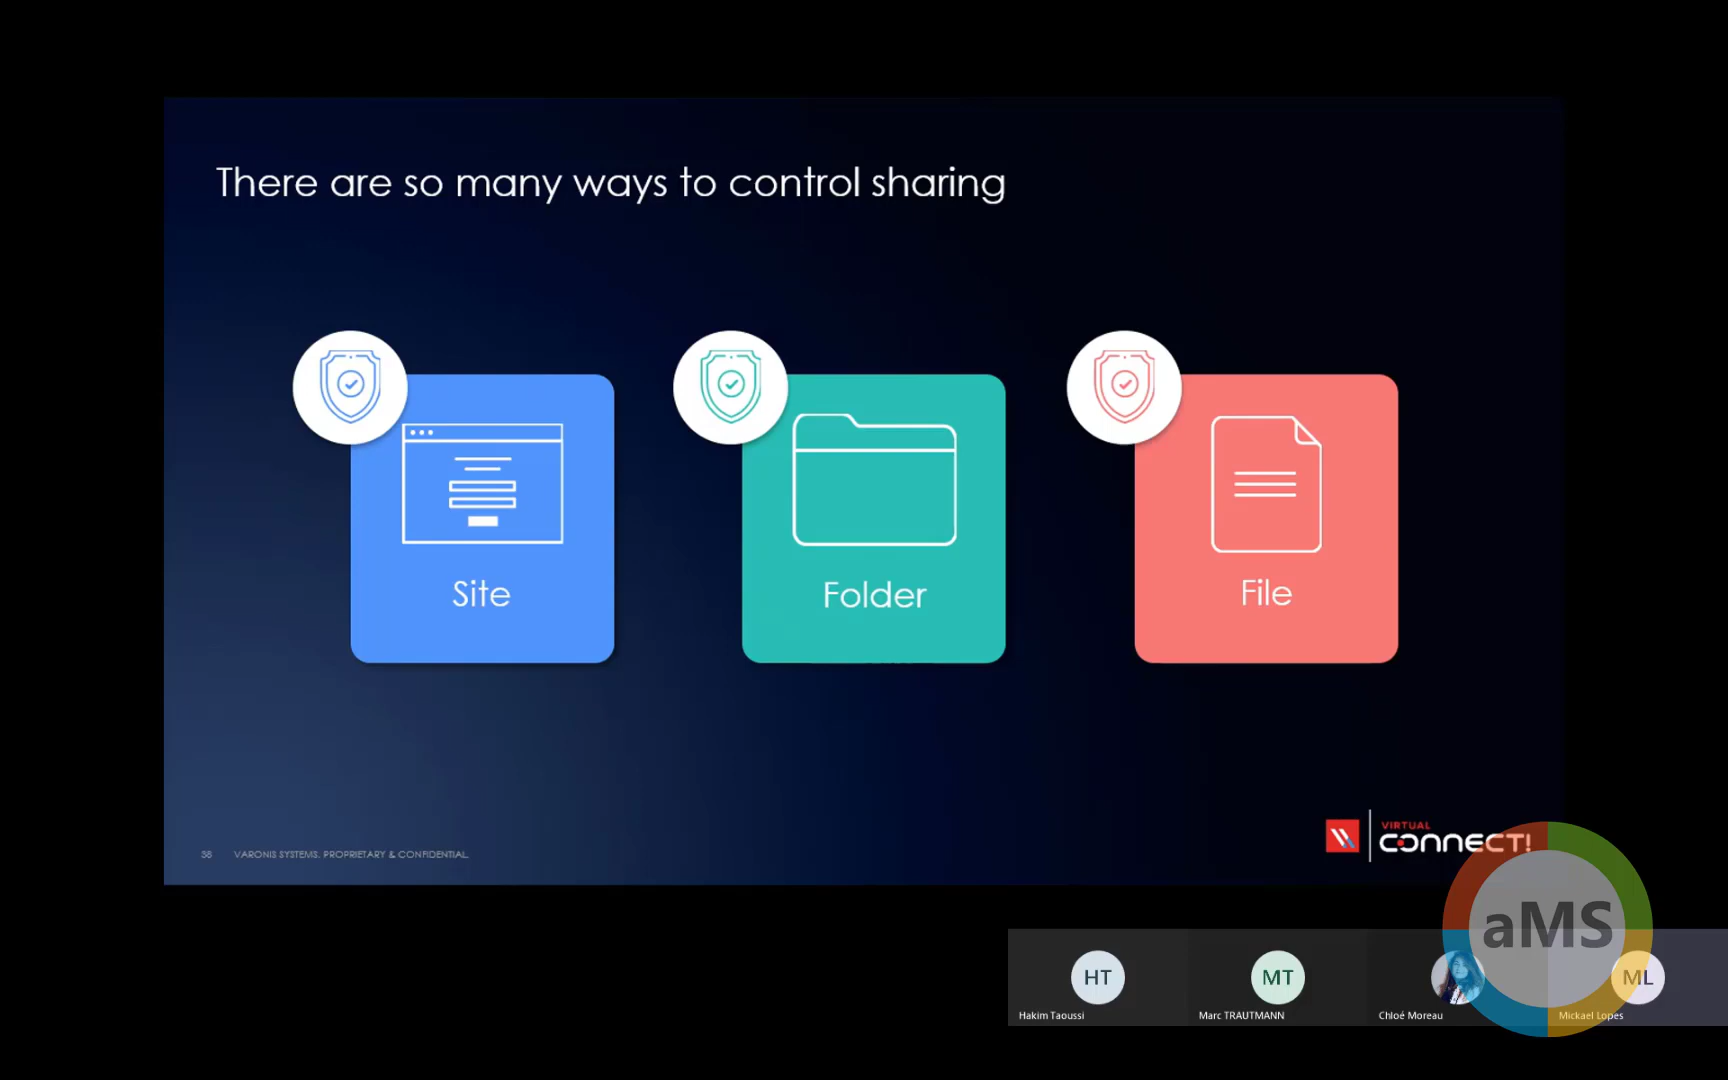 There are so many ways to control sharing
Site
Folder
File
38
VARONIS SYSTEMS. PROPRIETARY & CONFIDENTIAL.
VIRTUAL
CONNECT!
aMS
HT
MT
ML
Hakim Taoussi
Marc TRAUTMANN
Chloé Moreau
Mickael Lopes